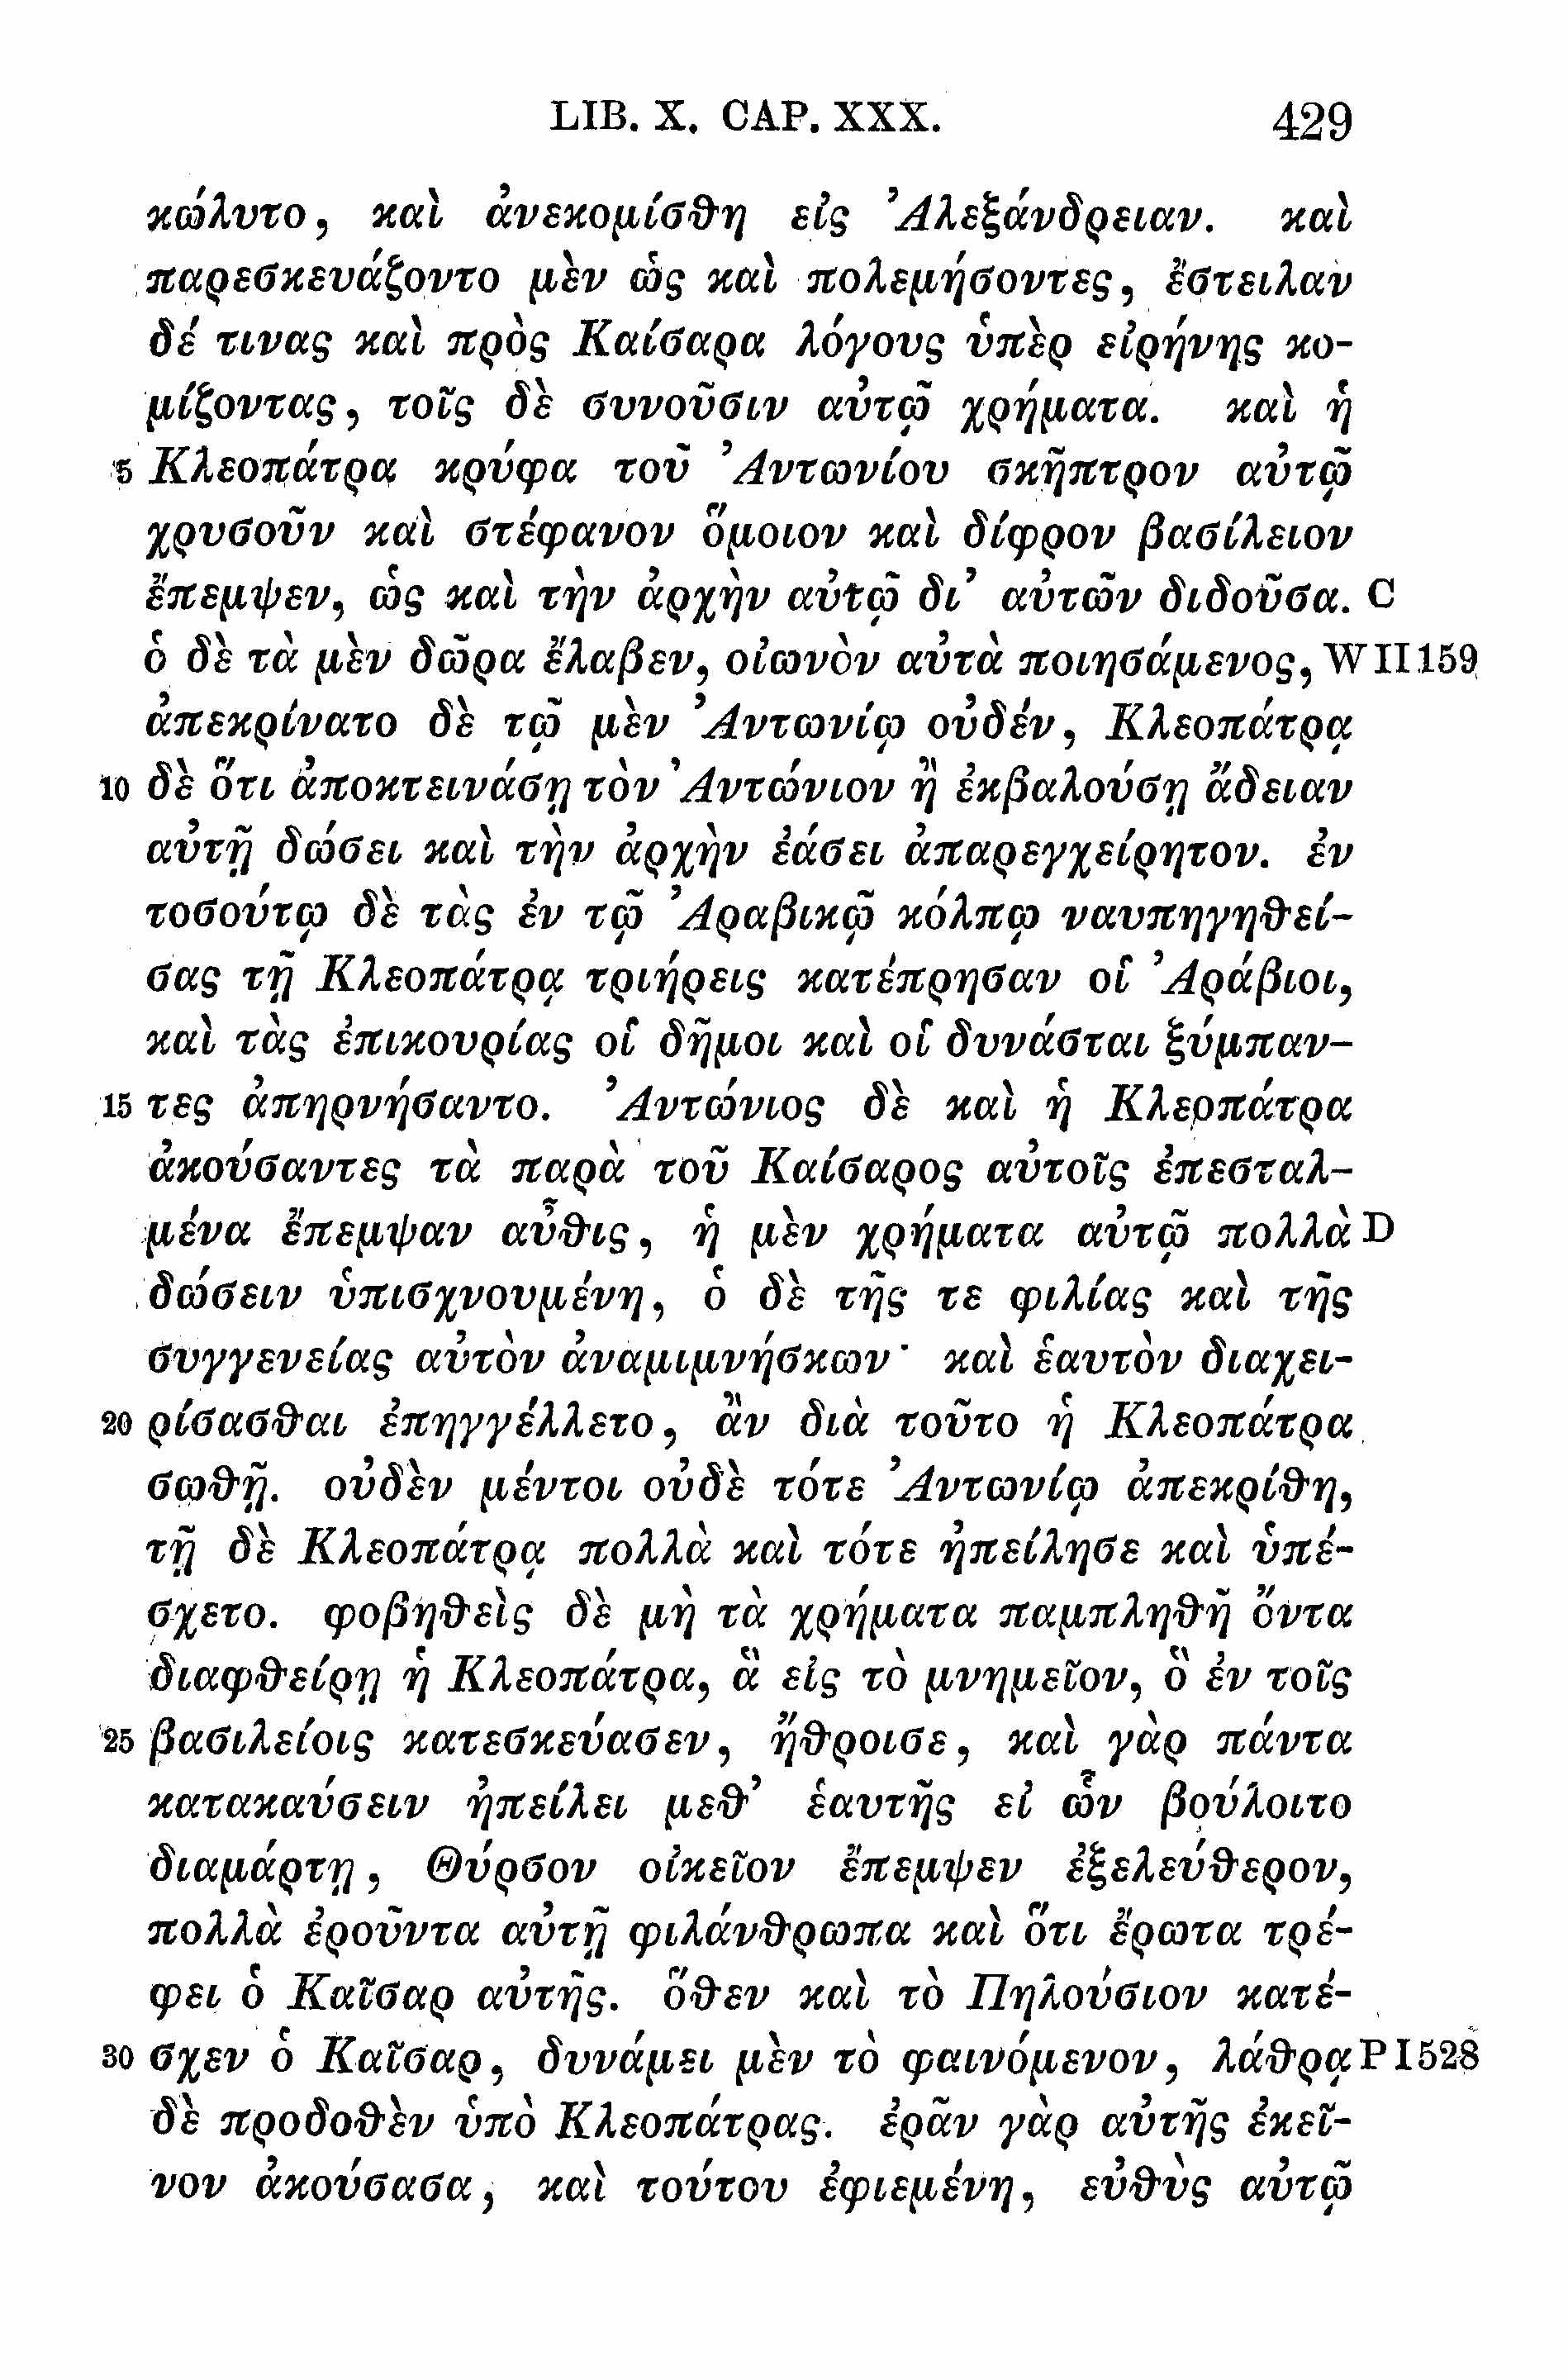 LIB. X. CAP. XXX. 429
κώλυτο, καὶ ἀνεκομίσθη εἰς Ἀλεξάνδρειαν. καὶ
παρεσκευάζοντο μὲν ὡς καὶ πολεμήσοντες, ἔστειλαν
δέ τινας καὶ πρὸς Καίσαρα λόγους ὑπὲρ εἰρήνης κο-
μίζοντας, τοῖς δὲ συνοῦσιν αὐτῷ χρήματα. καὶ ἡ
5 Κλεοπάτρα κρύφα τοῦ Ἀντωνίου σκῆπτρον αὐτῷ
χρυσοῦν καὶ στέφανον ὅμοιον καὶ δίφρον βασίλειον
ἔπεμψεν, ὡς καὶ τὴν ἀρχὴν αὐτῷ δι’ αὐτῶν διδοῦσα. C
ὁ δὲ τὰ μὲν δῶρα ἔλαβεν, οἰωνὸν αὐτὰ ποιησάμενος, W II 159
ἀπεκρίνατο δὲ τῷ μὲν Ἀντωνίῳ οὐδέν, Κλεοπάτρᾳ
10 δὲ ὅτι ἀποκτεινάσῃ τὸν Ἀντώνιον ἢ ἐκβαλούσῃ ἄδειαν
αὐτῇ δώσει καὶ τὴν ἀρχὴν ἐάσει ἀπαρεγχείρητον. ἐν
τοσούτῳ δὲ τὰς ἐν τῷ Ἀραβικῷ κόλπῳ ναυπηγηθεί-
σας τῇ Κλεοπάτρᾳ τριήρεις κατέπρησαν οἱ Ἀράβιοι,
καὶ τὰς ἐπικουρίας οἱ δῆμοι καὶ οἱ δυνάσται ξύμπαν-
15 τες ἀπηρνήσαντο. Ἀντώνιος δὲ καὶ ἡ Κλεοπάτρα
ἀκούσαντες τὰ παρὰ τοῦ Καίσαρος αὐτοῖς ἐπεσταλ-
μένα ἔπεμψαν αὖθις, ἡ μὲν χρήματα αὐτῷ πολλὰ D
δώσειν ὑπισχνουμένη, ὁ δὲ τῆς τε φιλίας καὶ τῆς
συγγενείας αὐτὸν ἀναμιμνήσκων· καὶ ἑαυτὸν διαχει-
20 ρίσασθαι ἐπηγγέλλετο, ἂν διὰ τοῦτο ἡ Κλεοπάτρα
σωθῇ. οὐδὲν μέντοι οὐδὲ τότε Ἀντωνίῳ ἀπεκρίθη,
τῇ δὲ Κλεοπάτρᾳ πολλὰ καὶ τότε ἠπείλησε καὶ ὑπέ-
σχετο. φοβηθεὶς δὲ μὴ τὰ χρήματα παμπληθῆ ὄντα
διαφθείρῃ ἡ Κλεοπάτρα, ἃ εἰς τὸ μνημεῖον, ὃ ἐν τοῖς
25 βασιλείοις κατεσκεύασεν, ἤθροισε, καὶ γὰρ πάντα
κατακαύσειν ἠπείλει μεθ’ ἑαυτῆς εἰ ὧν βούλοιτο
διαμάρτῃ, Θύρσον οἰκεῖον ἔπεμψεν ἐξελεύθερον,
πολλὰ ἐροῦντα αὐτῇ φιλάνθρωπα καὶ ὅτι ἔρωτα τρέ-
φει ὁ Καῖσαρ αὐτῆς. ὅθεν καὶ τὸ Πηλούσιον κατέ-
30 σχεν ὁ Καῖσαρ, δυνάμει μὲν τὸ φαινόμενον, λάθρᾳ P I 528
δὲ προδοθὲν ὑπὸ Κλεοπάτρας. ἐρᾶν γὰρ αὐτῆς ἐκεῖ-
νον ἀκούσασα, καὶ τούτου ἐφιεμένη, εὐθὺς αὐτῷ